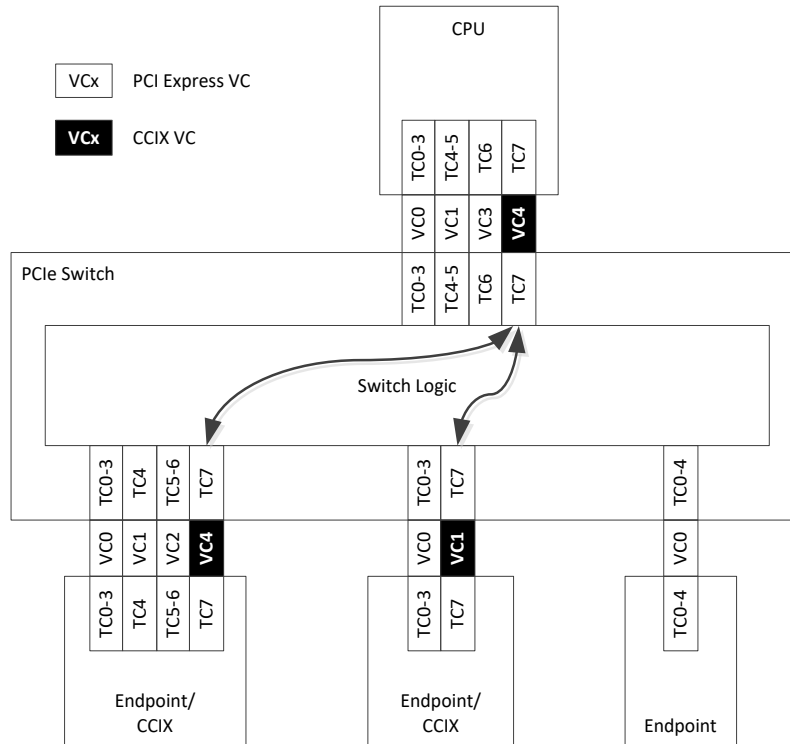 CPU
VCx PCI Express VC
VCx CCIX VC
TC0-3 TC4-5 TC6 TC7
VC0 VC1 VC3 VC4
PCIe Switch
TC0-3 TC4-5 TC6 TC7
Switch Logic
TC0-3 TC4 TC5-6 TC7 TC0-3 TC7 TC0-4
VC0 VC1 VC2 VC4 VC0 VC1 VC0
TC0-3 TC4 TC5-6 TC7 TC0-3 TC7 TC0-4
Endpoint/
CCIX
Endpoint/
CCIX
Endpoint